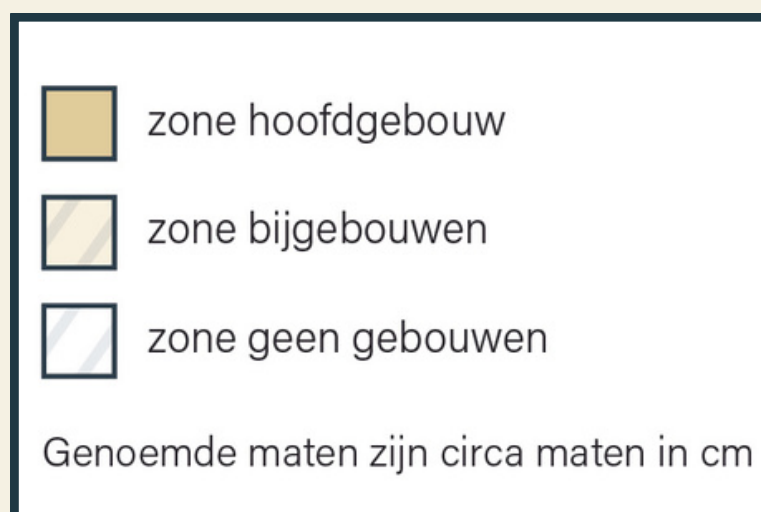 zone hoofdgebouw
zone bijgebouwen
zone geen gebouwen
Genoemde maten zijn circa maten in cm